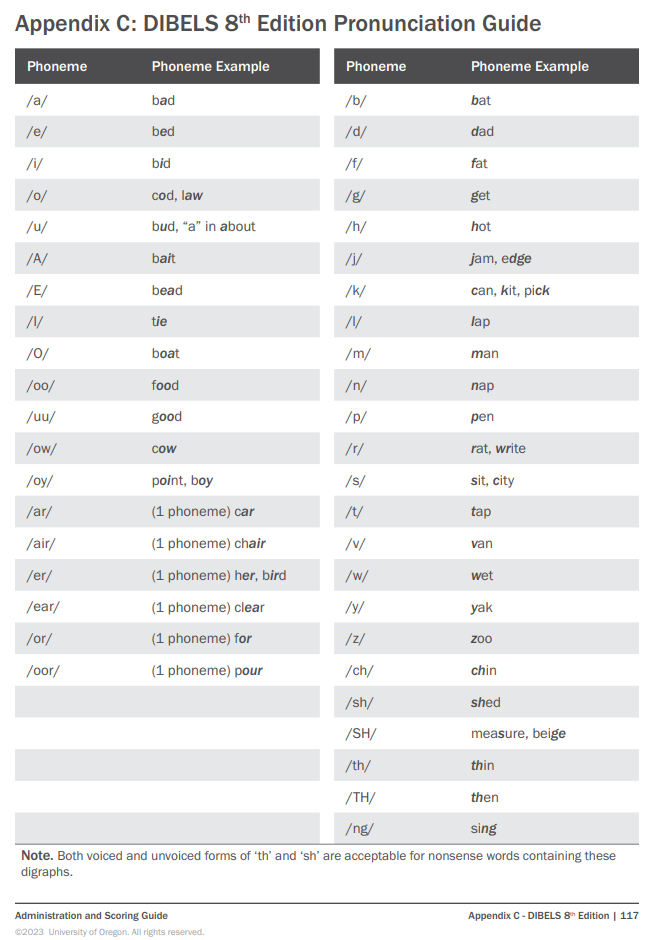 Appendix C: DIBELS 8th Edition Pronunciation Guide
Phoneme Phoneme Example
/a/ bad
/e/ bed
/i/ bid
/o/ cod, law
/u/ bud, “a” in about
/A/ bait
/E/ bead
/I/ tie
/O/ boat
/oo/ food
/uu/ good
/ow/ cow
/oy/ point, boy
/ar/ (1 phoneme) car
/air/ (1 phoneme) chair
/er/ (1 phoneme) her, bird
/ear/ (1 phoneme) clear
/or/ (1 phoneme) for
/oor/ (1 phoneme) pour
Phoneme Phoneme Example
/b/ bat
/d/ dad
/f/ fat
/g/ get
/h/ hot
/j/ jam, edge
/k/ can, kit, pick
/l/ lap
/m/ man
/n/ nap
/p/ pen
/r/ rat, write
/s/ sit, city
/t/ tap
/v/ van
/w/ wet
/y/ yak
/z/ zoo
/ch/ chin
/sh/ shed
/SH/ measure, beige
/th/ thin
/TH/ then
/ng/ sing
Note. Both voiced and unvoiced forms of ‘th’ and ‘sh’ are acceptable for nonsense words containing these
digraphs.
Administration and Scoring Guide Appendix C - DIBELS 8th Edition | 117
©2023 University of Oregon. All rights reserved.